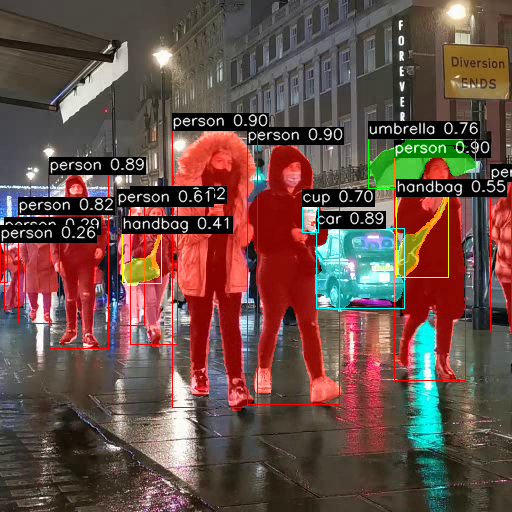 FOREVER
Diversion
ENDS
person 0.90
person 0.90
umbrella 0.76
person 0.90
person 0.89
handbag 0.55
person 0.82
person 0.61
cup 0.70
car 0.89
handbag 0.41
person 0.26